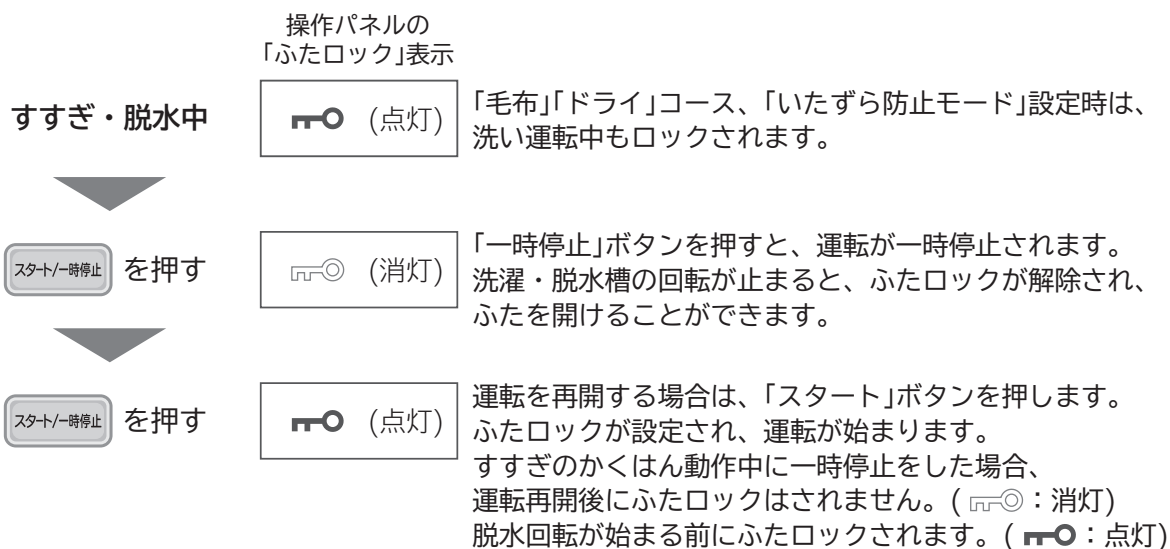 操作パネルの
「ふたロック」表示
すすぎ・脱水中
(点灯)
「毛布」「ドライ」コース、「いたずら防止モード」設定時は、
洗い運転中もロックされます。
スタート/一時停止 を押す
(消灯)
「一時停止」ボタンを押すと、運転が一時停止されます。
洗濯・脱水槽の回転が止まると、ふたロックが解除され、
ふたを開けることができます。
スタート/一時停止 を押す
(点灯)
運転を再開する場合は、「スタート」ボタンを押します。
ふたロックが設定され、運転が始まります。
すすぎのかくはん動作中に一時停止をした場合、
運転再開後にふたロックはされません。( :消灯)
脱水回転が始まる前にふたロックされます。( :点灯)